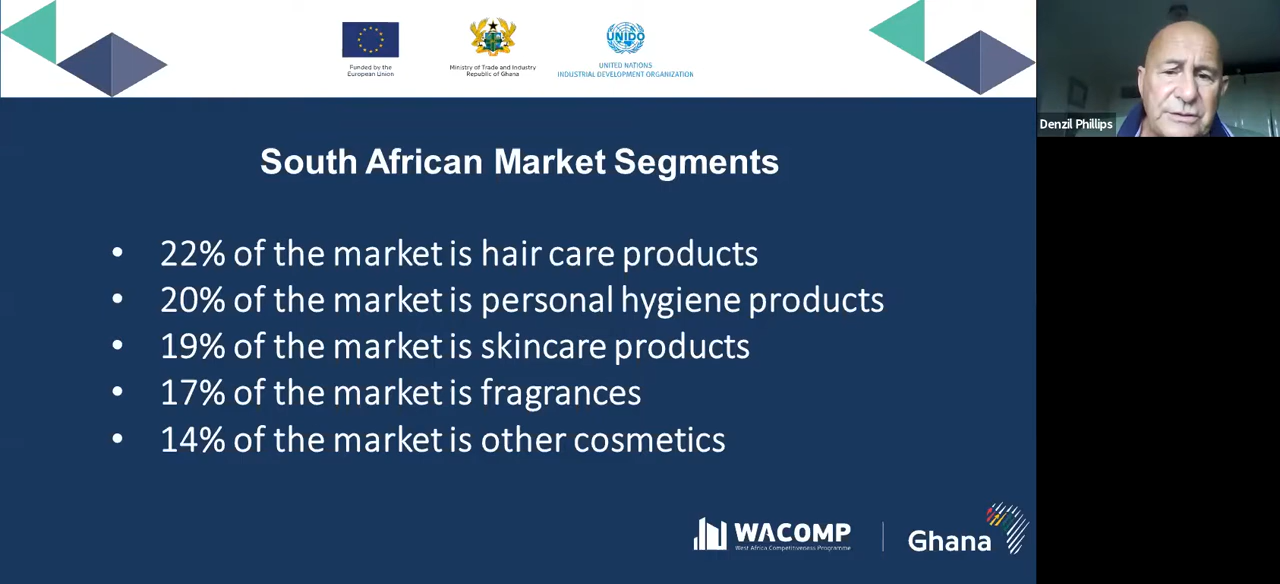 Funded by the
European Union
Ministry of Trade and Industry
Republic of Ghana
UNIDO
UNITED NATIONS
INDUSTRIAL DEVELOPMENT ORGANIZATION
Denzil Phillips
South African Market Segments
• 22% of the market is hair care products
• 20% of the market is personal hygiene products
• 19% of the market is skincare products
• 17% of the market is fragrances
• 14% of the market is other cosmetics
WACOMP
West Africa Competitiveness Programme
Ghana